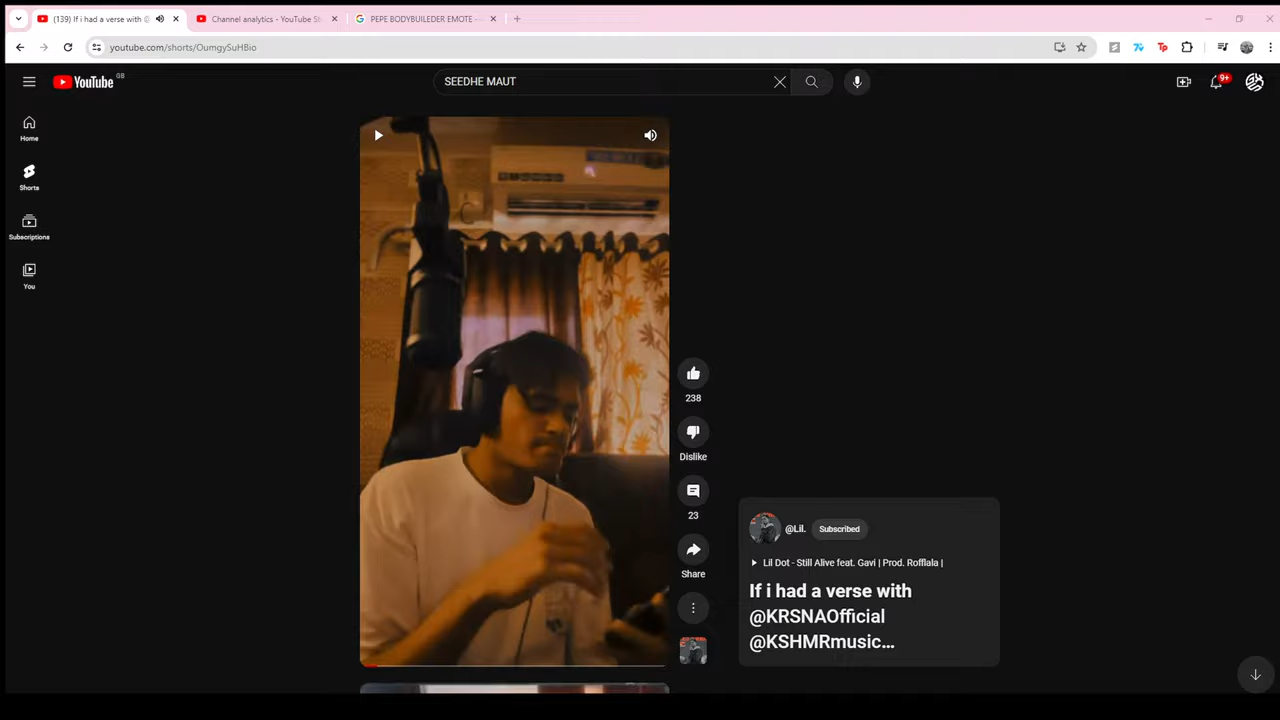 (139) If i had a verse with @
Channel analytics - YouTube St
PEPE BODYBUILEDER EMOTE -
youtube.com/shorts/OumgySuHBio
YouTube GB
SEEDHE MAUT
9+
Home
Shorts
Subscriptions
You
238
Dislike
23
Share
@Lil.
Subscribed
Lil Dot - Still Alive feat. Gavi | Prod. Rofflala |
If i had a verse with
@KRSNAOfficial
@KSHMRmusic...